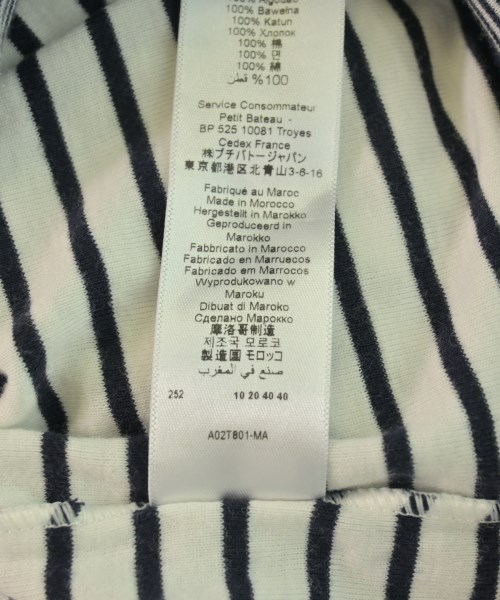 100% Bawełna
100% Katun
100% Хлопок
100% 棉
100% 면
100% 綿
100% قطن
Service Consommateur
Petit Bateau -
BP 525 10081 Troyes
Cedex France
㈱プチバトージャパン
東京都港区北青山3-6-16
Fabriqué au Maroc
Made in Morocco
Hergestellt in Marokko
Geproduceerd in
Marokko
Fabbricato in Marocco
Fabricado en Marruecos
Fabricado em Marrocos
Wyprodukowano w
Maroku
Dibuat di Maroko
Сделано Марокко
摩洛哥制造
제조국 모로코
製造国 モロッコ
صنع في المغرب
252 10 20 40 40
A02T801-MA